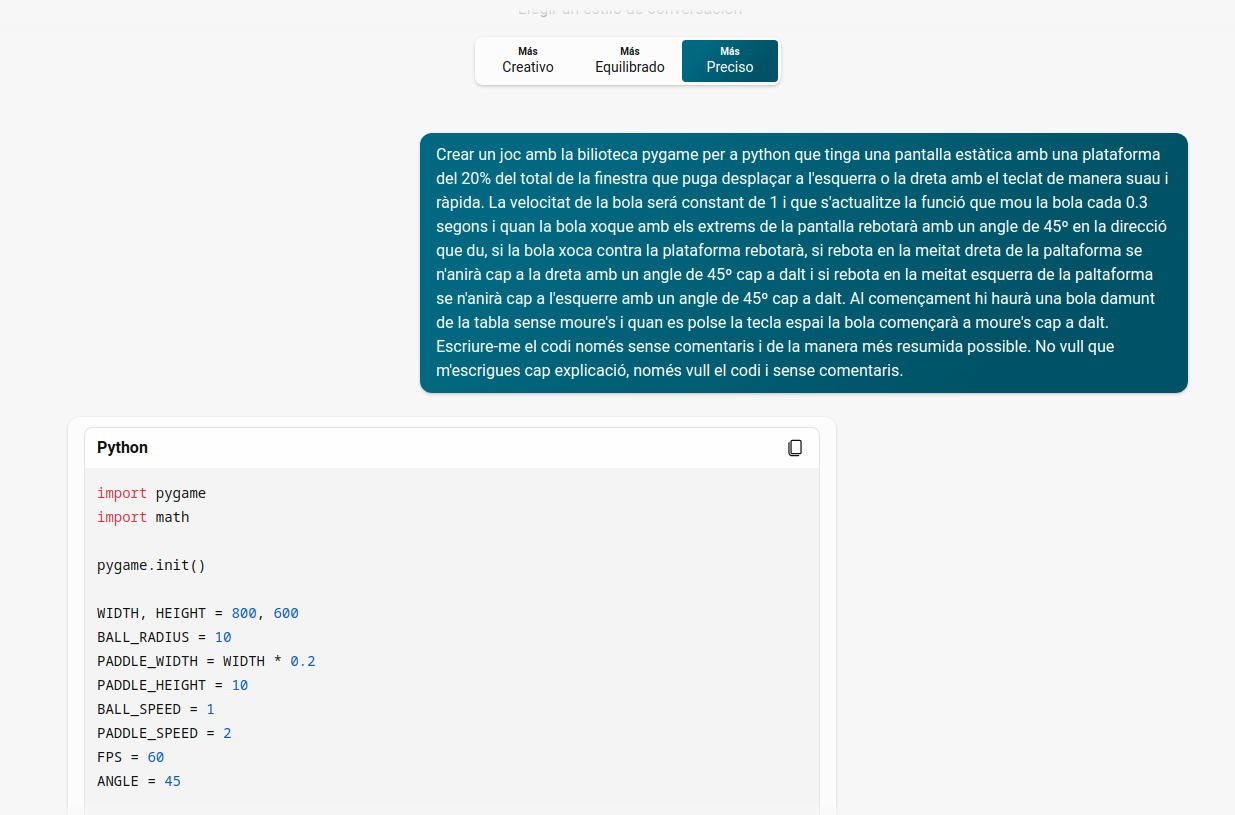 Elegir un estilo de conversación
Más
Creativo
Más
Equilibrado
Más
Preciso
Crear un joc amb la bilioteca pygame per a python que tinga una pantalla estàtica amb una plataforma
del 20% del total de la finestra que puga desplaçar a l'esquerra o la dreta amb el teclat de manera suau i
ràpida. La velocitat de la bola será constant de 1 i que s'actualitze la funció que mou la bola cada 0.3
segons i quan la bola xoque amb els extrems de la pantalla rebotarà amb un angle de 45º en la direcció
que du, si la bola xoca contra la plataforma rebotarà, si rebota en la meitat dreta de la paltaforma se
n'anirà cap a la dreta amb un angle de 45º cap a dalt i si rebota en la meitat esquerra de la paltaforma
se n'anirà cap a l'esquerre amb un angle de 45º cap a dalt. Al començament hi haurà una bola damunt
de la tabla sense moure's i quan es polse la tecla espai la bola començarà a moure's cap a dalt.
Escriure-me el codi només sense comentaris i de la manera més resumida possible. No vull que
m'escrigues cap explicació, només vull el codi i sense comentaris.
Python
import pygame
import math
pygame.init()
WIDTH, HEIGHT = 800, 600
BALL_RADIUS = 10
PADDLE_WIDTH = WIDTH * 0.2
PADDLE_HEIGHT = 10
BALL_SPEED = 1
PADDLE_SPEED = 2
FPS = 60
ANGLE = 45